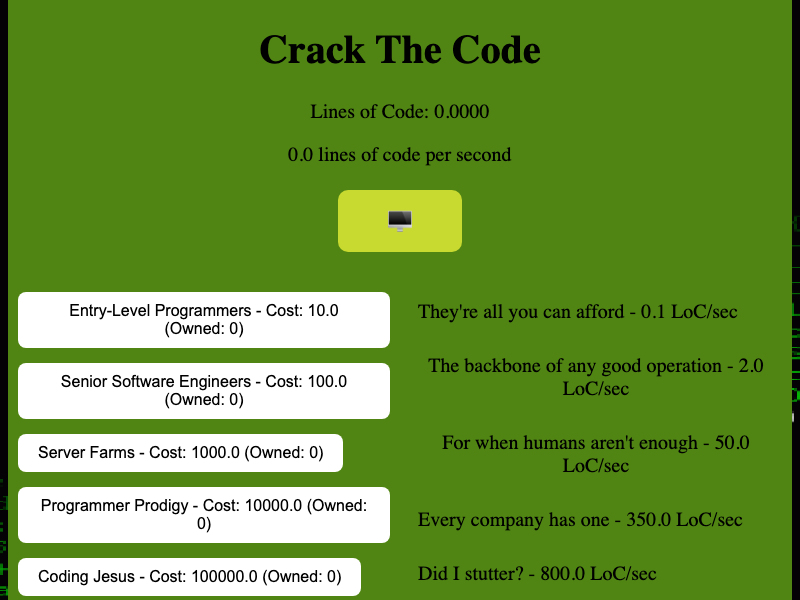 Crack The Code
Lines of Code: 0.0000
0.0 lines of code per second
Entry-Level Programmers - Cost: 10.0
(Owned: 0)
They're all you can afford - 0.1 LoC/sec
Senior Software Engineers - Cost: 100.0
(Owned: 0)
The backbone of any good operation - 2.0
LoC/sec
Server Farms - Cost: 1000.0 (Owned: 0)
For when humans aren't enough - 50.0
LoC/sec
Programmer Prodigy - Cost: 10000.0 (Owned:
0)
Every company has one - 350.0 LoC/sec
Coding Jesus - Cost: 100000.0 (Owned: 0)
Did I stutter? - 800.0 LoC/sec